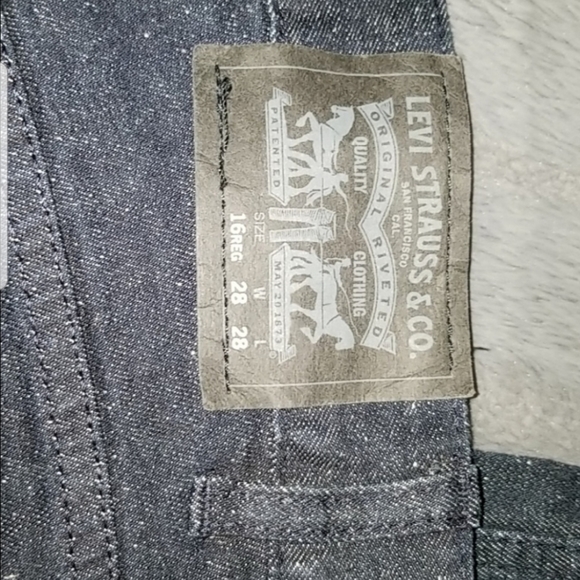 LEVI STRAUSS & CO.
SAN FRANCISCO
CAL
ORIGINAL RIVETED
QUALITY CLOTHING
PATENTED MAY 20 1873
SIZE W L
16REG 28 28